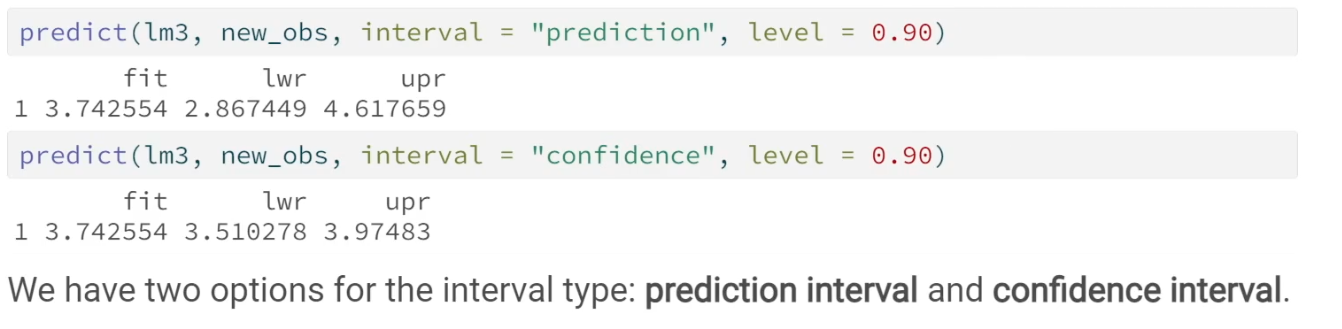 predict(lm3, new_obs, interval = "prediction", level = 0.90)
fit lwr upr
1 3.742554 2.867449 4.617659
predict(lm3, new_obs, interval = "confidence", level = 0.90)
fit lwr upr
1 3.742554 3.510278 3.97483
We have two options for the interval type: prediction interval and confidence interval.